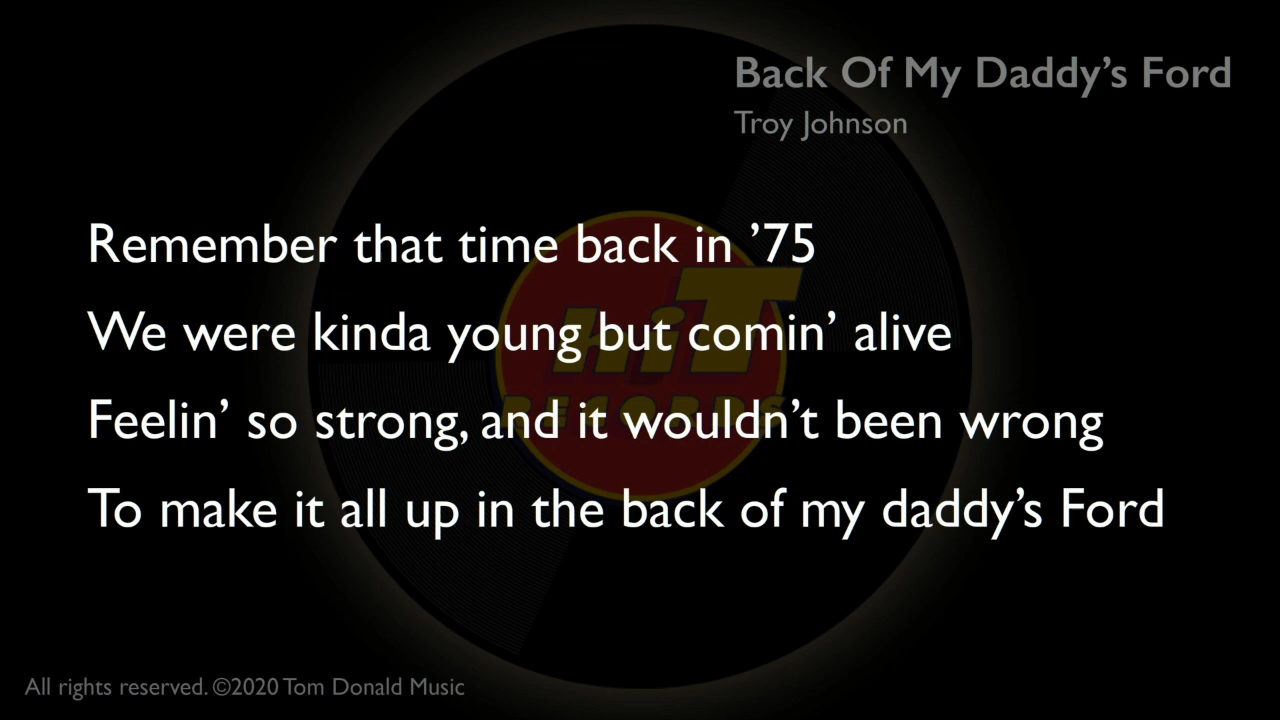 Back Of My Daddy’s Ford
Troy Johnson
Remember that time back in ’75
We were kinda young but comin’ alive
Feelin’ so strong, and it wouldn’t been wrong
To make it all up in the back of my daddy’s Ford
hiT
RECORDS
All rights reserved. ©2020 Tom Donald Music